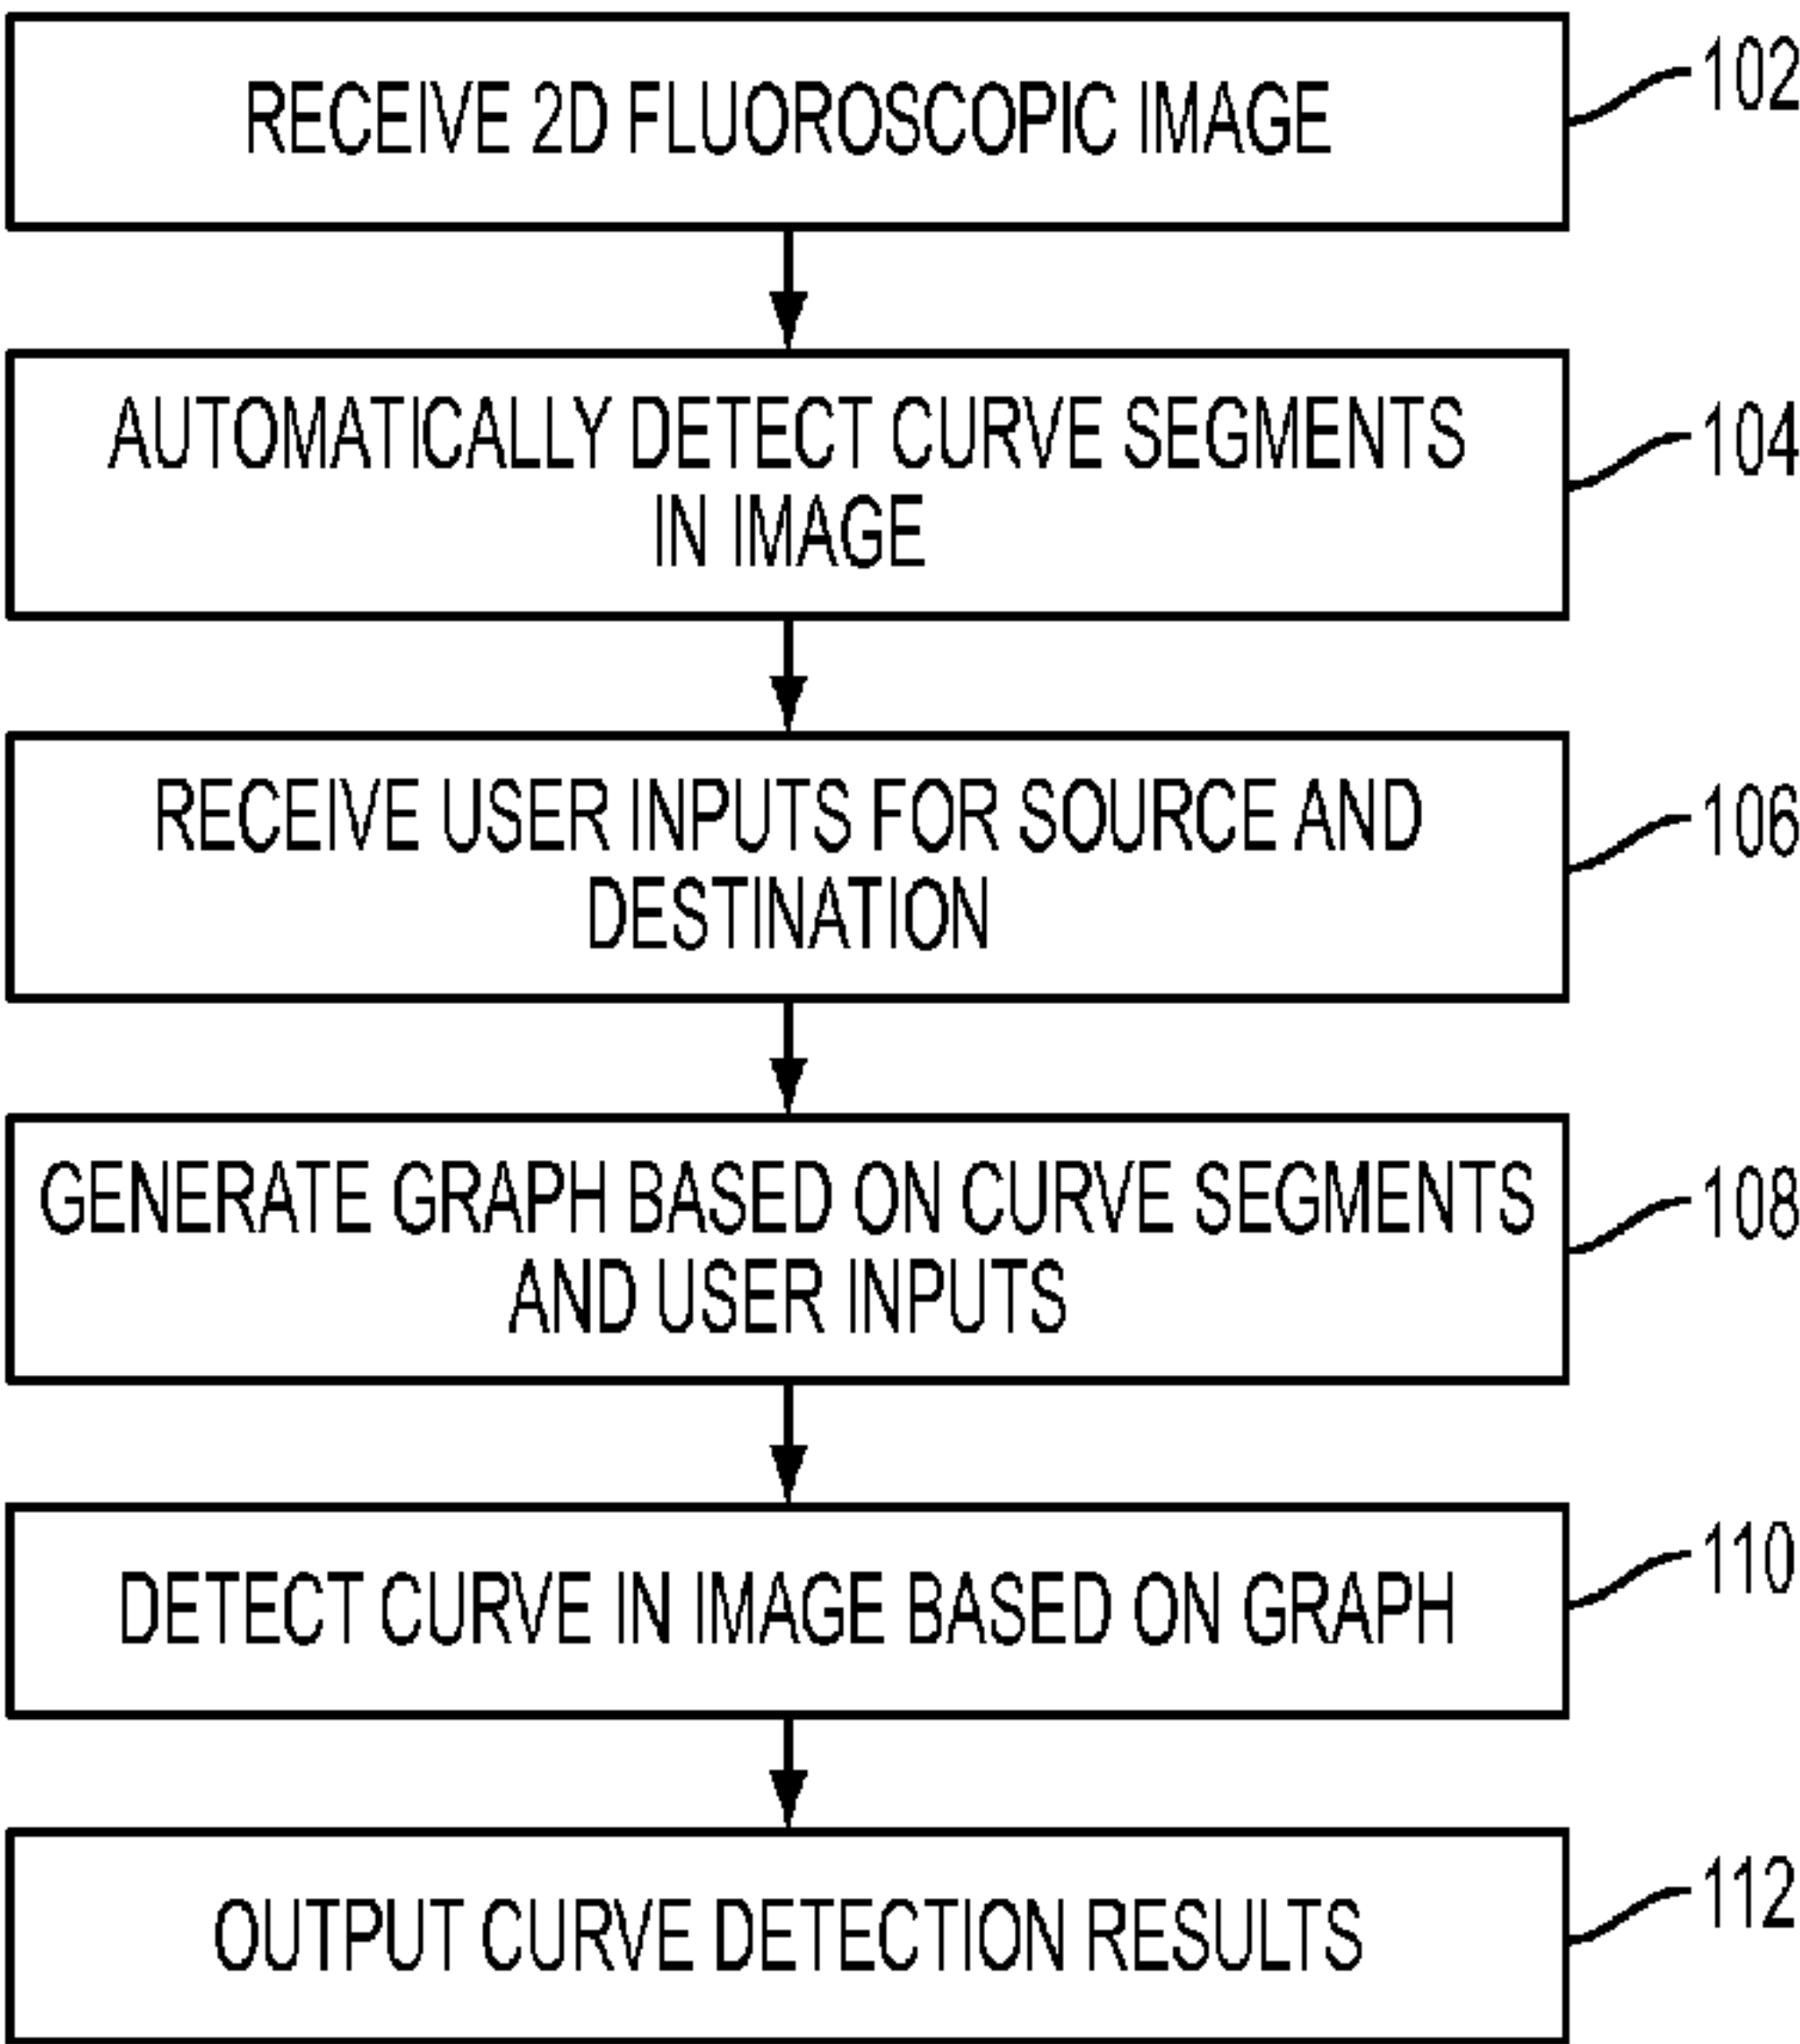 RECEIVE 2D FLUOROSCOPIC IMAGE
102
AUTOMATICALLY DETECT CURVE SEGMENTS
IN IMAGE
104
RECEIVE USER INPUTS FOR SOURCE AND
DESTINATION
106
GENERATE GRAPH BASED ON CURVE SEGMENTS
AND USER INPUTS
108
DETECT CURVE IN IMAGE BASED ON GRAPH
110
OUTPUT CURVE DETECTION RESULTS
112